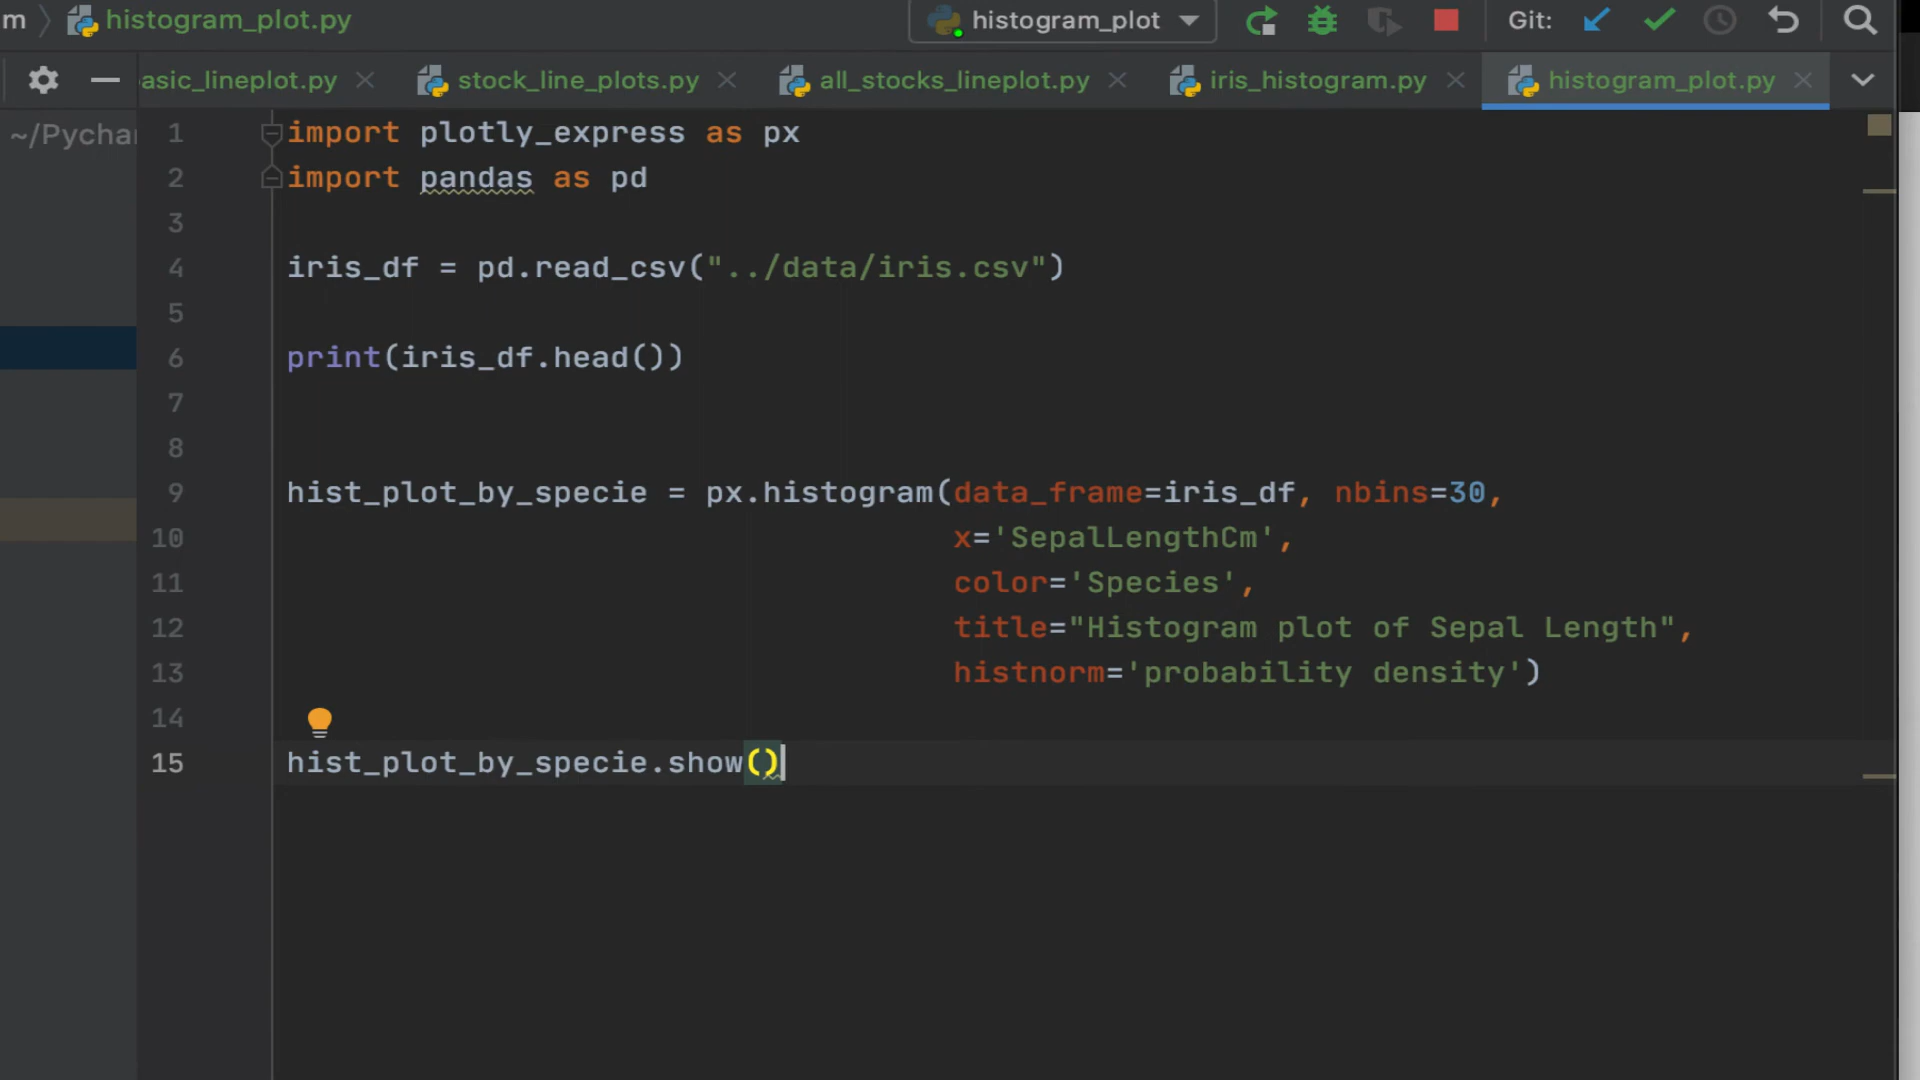 m histogram_plot.py histogram_plot Git:
asic_lineplot.py stock_line_plots.py all_stocks_lineplot.py iris_histogram.py histogram_plot.py
~/Pychar
1 import plotly_express as px
2 import pandas as pd
3
4 iris_df = pd.read_csv("../data/iris.csv")
5
6 print(iris_df.head())
7
8
9 hist_plot_by_specie = px.histogram(data_frame=iris_df, nbins=30,
10 x='SepalLengthCm',
11 color='Species',
12 title="Histogram plot of Sepal Length",
13 histnorm='probability density')
14
15 hist_plot_by_specie.show()